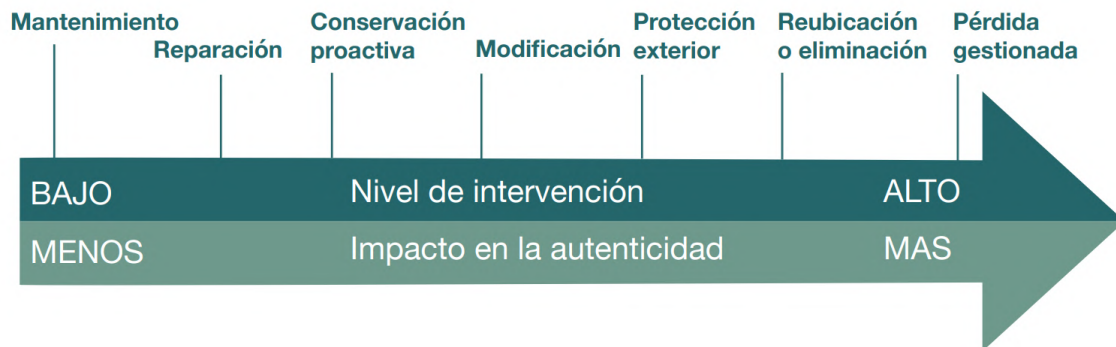 Mantenimiento
Reparación
Conservación
proactiva
Modificación
Protección
exterior
Reubicación
o eliminación
Pérdida
gestionada
BAJO Nivel de intervención ALTO
MENOS Impacto en la autenticidad MAS